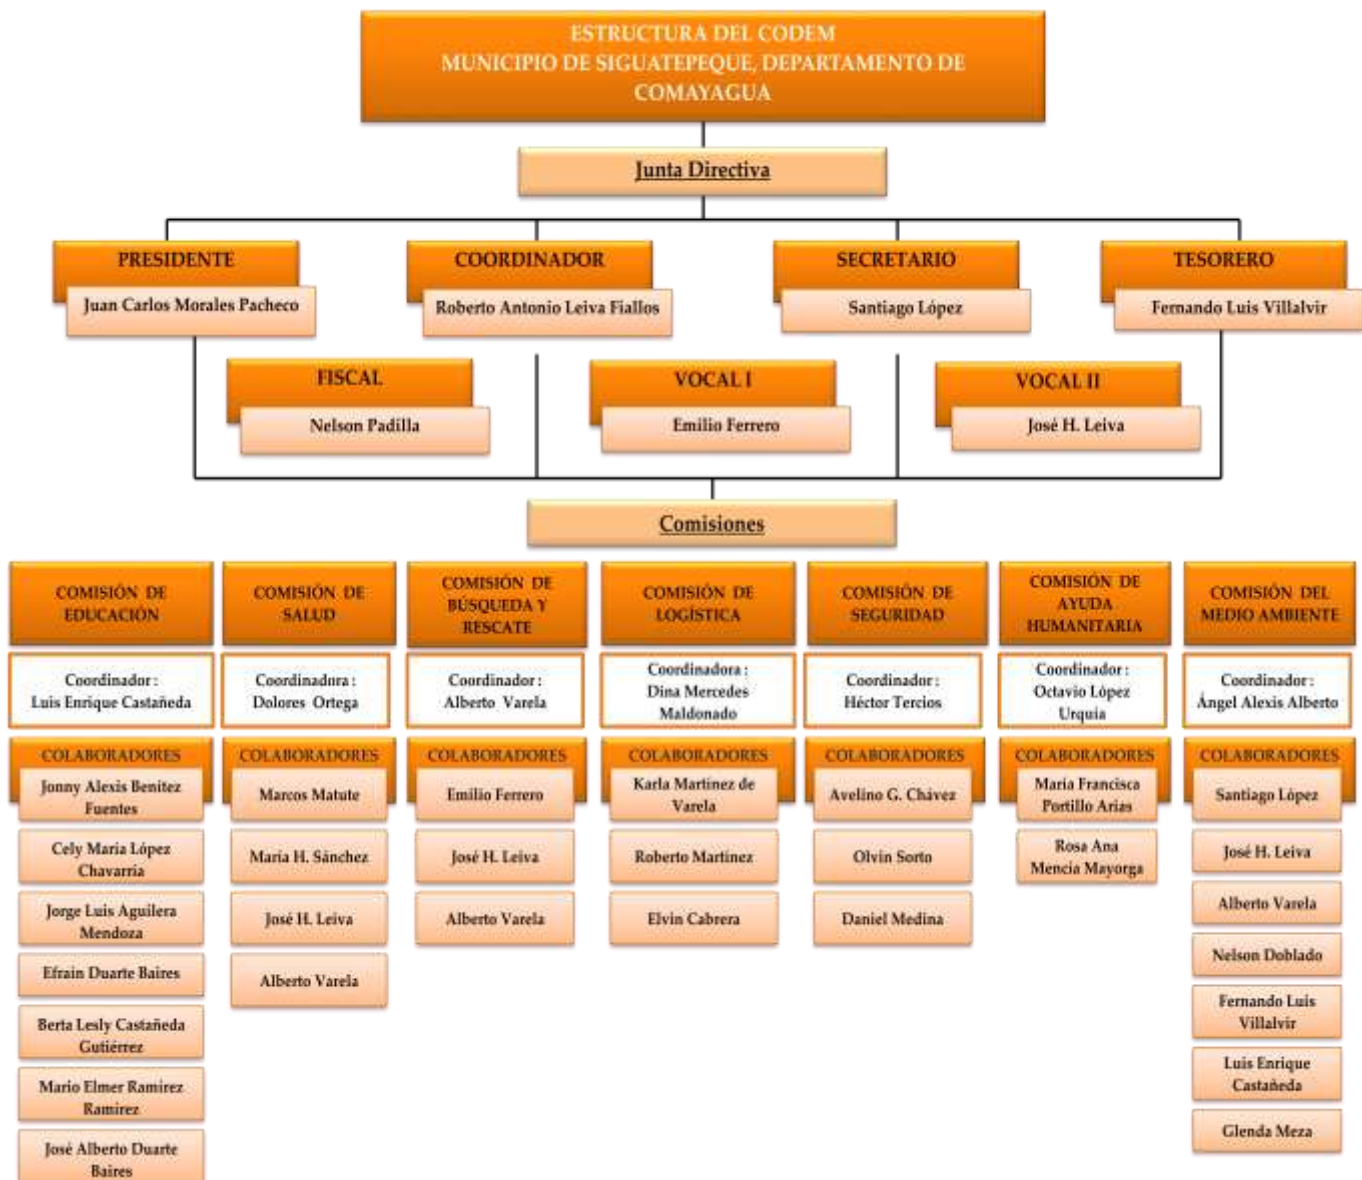 ESTRUCTURA DEL CODEM
MUNICIPIO DE SIGUATEPEQUE, DEPARTAMENTO DE
COMAYAGUA
Junta Directiva
PRESIDENTE
Juan Carlos Morales Pacheco
COORDINADOR
Roberto Antonio Leiva Fiallos
SECRETARIO
Santiago López
TESORERO
Fernando Luis Villalvir
FISCAL
Nelson Padilla
VOCAL I
Emilio Ferrero
VOCAL II
José H. Leiva
Comisiones
COMISIÓN DE
EDUCACIÓN
Coordinador :
Luis Enrique Castañeda
COLABORADORES
Jonny Alexis Benítez
Fuentes
Cely María López
Chavarría
Jorge Luis Aguilera
Mendoza
Efraín Duarte Baires
Berta Lesly Castañeda
Gutiérrez
Mario Elmer Ramírez
Ramírez
José Alberto Duarte
Baires
COMISIÓN DE
SALUD
Coordinadora :
Dolores Ortega
COLABORADORES
Marcos Matute
María H. Sánchez
José H. Leiva
Alberto Varela
COMISIÓN DE
BÚSQUEDA Y
RESCATE
Coordinador :
Alberto Varela
COLABORADORES
Emilio Ferrero
José H. Leiva
Alberto Varela
COMISIÓN DE
LOGÍSTICA
Coordinadora :
Dina Mercedes
Maldonado
COLABORADORES
Karla Martínez de
Varela
Roberto Martínez
Elvin Cabrera
COMISIÓN DE
SEGURIDAD
Coordinador :
Héctor Tercios
COLABORADORES
Avelino G. Chávez
Olvin Sorto
Daniel Medina
COMISIÓN DE
AYUDA
HUMANITARIA
Coordinador :
Octavio López
Urquía
COLABORADORES
María Francisca
Portillo Arias
Rosa Ana
Mencía Mayorga
COMISIÓN DEL
MEDIO AMBIENTE
Coordinador :
Ángel Alexis Alberto
COLABORADORES
Santiago López
José H. Leiva
Alberto Varela
Nelson Doblado
Fernando Luis
Villalvir
Luis Enrique
Castañeda
Glenda Meza